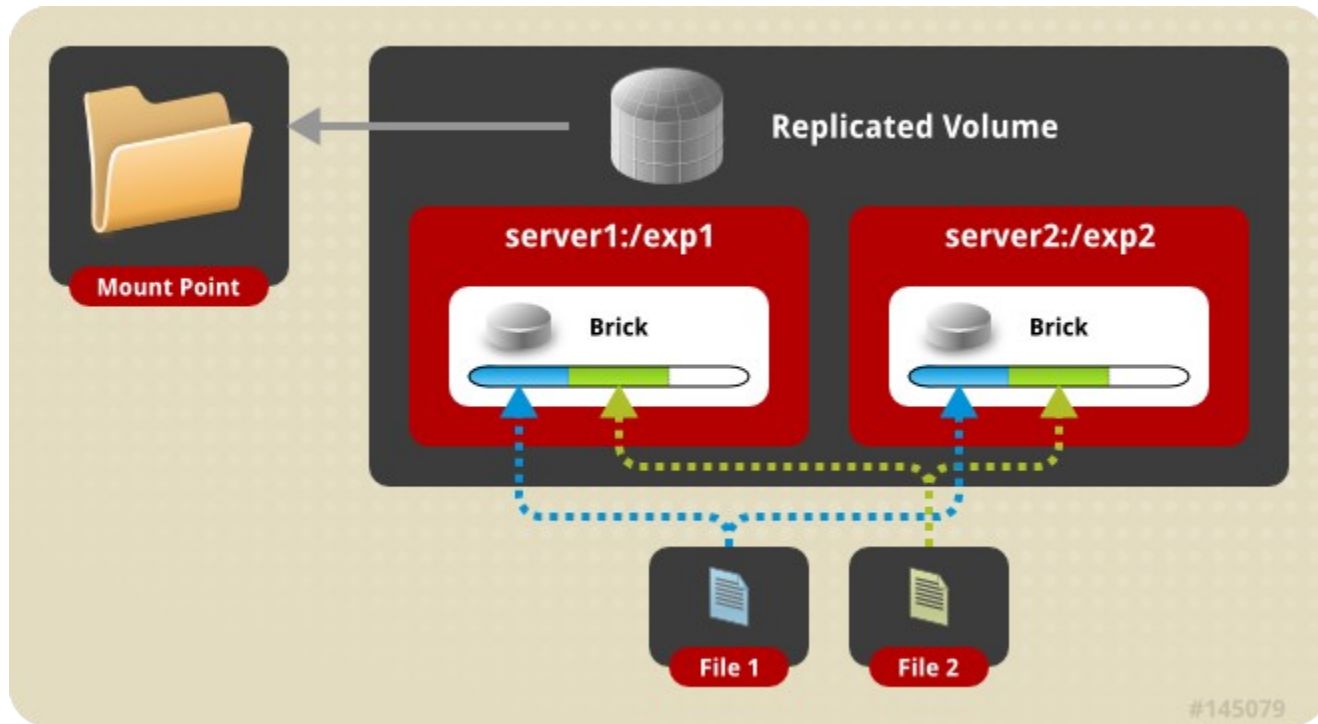 Replicated Volume
server1:/exp1
server2:/exp2
Mount Point
Brick
Brick
File 1
File 2
#145079